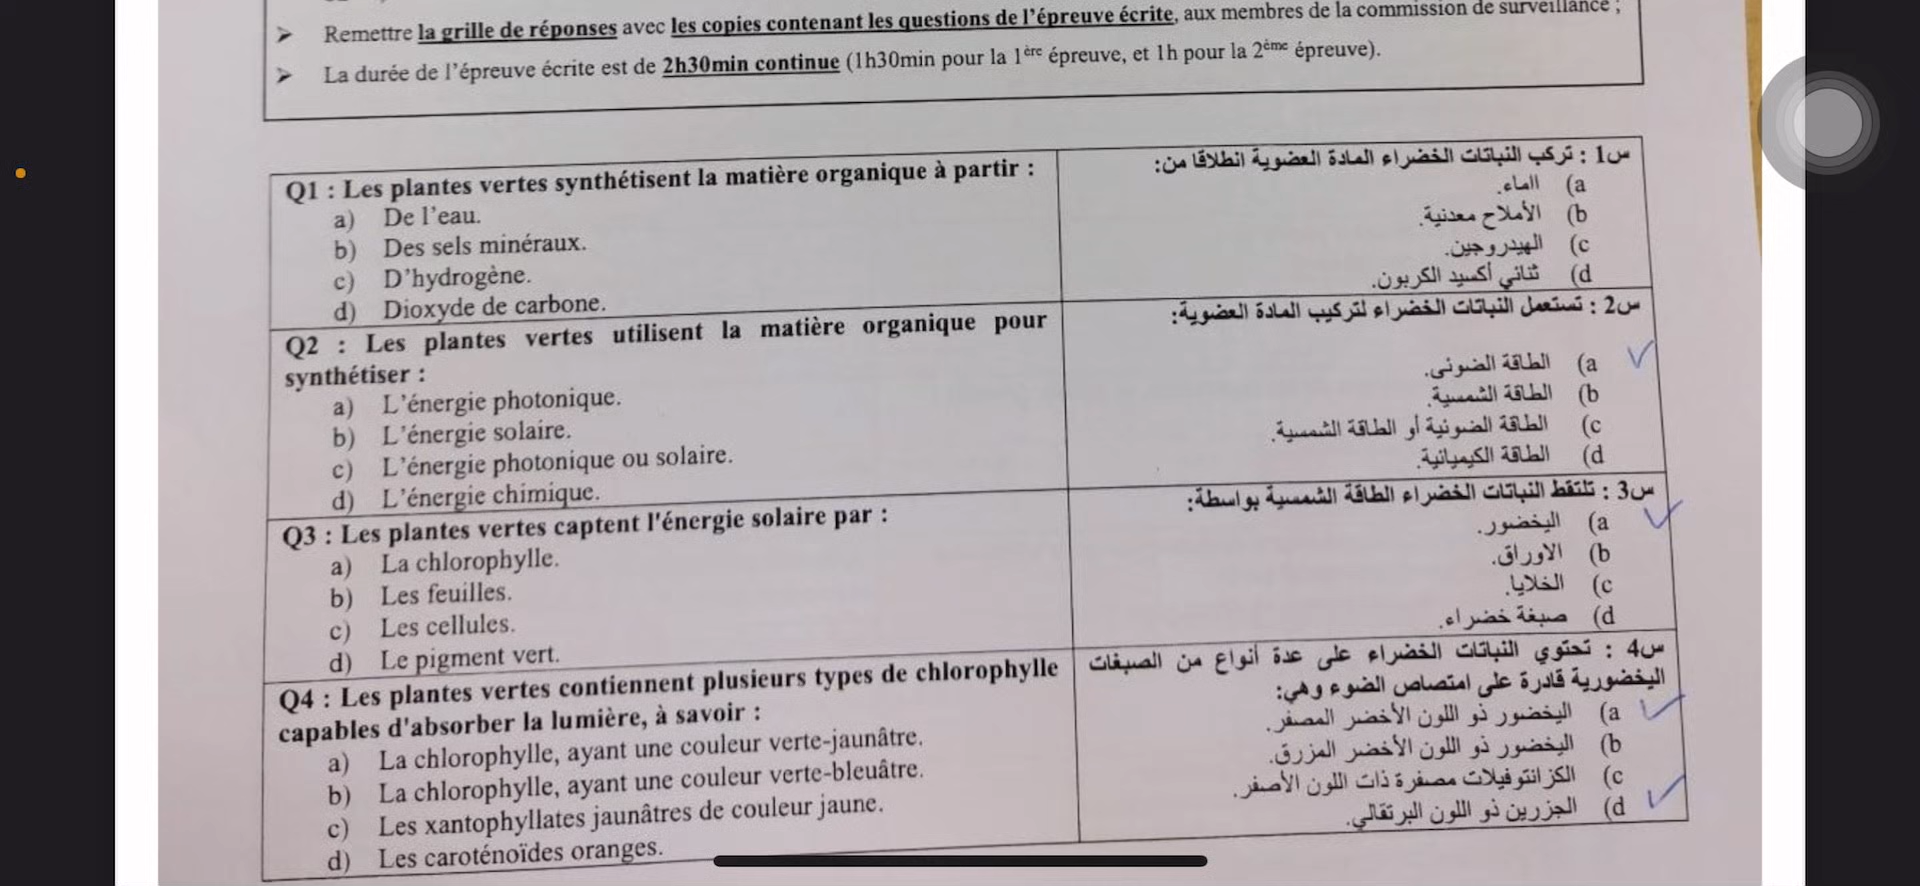 ➢ Remettre la grille de réponses avec les copies contenant les questions de l'épreuve écrite, aux membres de la commission de surveillance ;
➢ La durée de l'épreuve écrite est de 2h30min continue (1h30min pour la 1ère épreuve, et 1h pour la 2ème épreuve).
Q1 : Les plantes vertes synthétisent la matière organique à partir :
a) De l'eau.
b) Des sels minéraux.
c) D'hydrogène.
d) Dioxyde de carbone.
س1 : تركب النباتات الخضراء المادة العضوية انطلاقا من:
a) الماء.
b) الأملاح معدنية.
c) الهيدروجين.
d) ثنائي أكسيد الكربون.
Q2 : Les plantes vertes utilisent la matière organique pour
synthétiser :
a) L'énergie photonique.
b) L'énergie solaire.
c) L'énergie photonique ou solaire.
d) L'énergie chimique.
س2 : تستعمل النباتات الخضراء لتركيب المادة العضوية:
a) الطاقة الضوئى.
b) الطاقة الشمسية.
c) الطاقة الضوئية أو الطاقة الشمسية.
d) الطاقة الكيميائية.
Q3 : Les plantes vertes captent l'énergie solaire par :
a) La chlorophylle.
b) Les feuilles.
c) Les cellules.
d) Le pigment vert.
س3 : تلتقط النباتات الخضراء الطاقة الشمسية بواسطة:
a) اليخضور.
b) الاوراق.
c) الخلايا.
d) صبغة خضراء.
Q4 : Les plantes vertes contiennent plusieurs types de chlorophylle
capables d'absorber la lumière, à savoir :
a) La chlorophylle, ayant une couleur verte-jaunâtre.
b) La chlorophylle, ayant une couleur verte-bleuâtre.
c) Les xantophyllates jaunâtres de couleur jaune.
d) Les caroténoïdes oranges.
س4 : تحتوي النباتات الخضراء على عدة أنواع من الصبغات
اليخضورية قادرة على امتصاص الضوء وهي:
a) اليخضور ذو اللون الأخضر المصفر.
b) اليخضور ذو اللون الأخضر المزرق.
c) الكزانتوفيلات مصفرة ذات اللون الأصفر.
d) الجزرين ذو اللون البرتقالي.